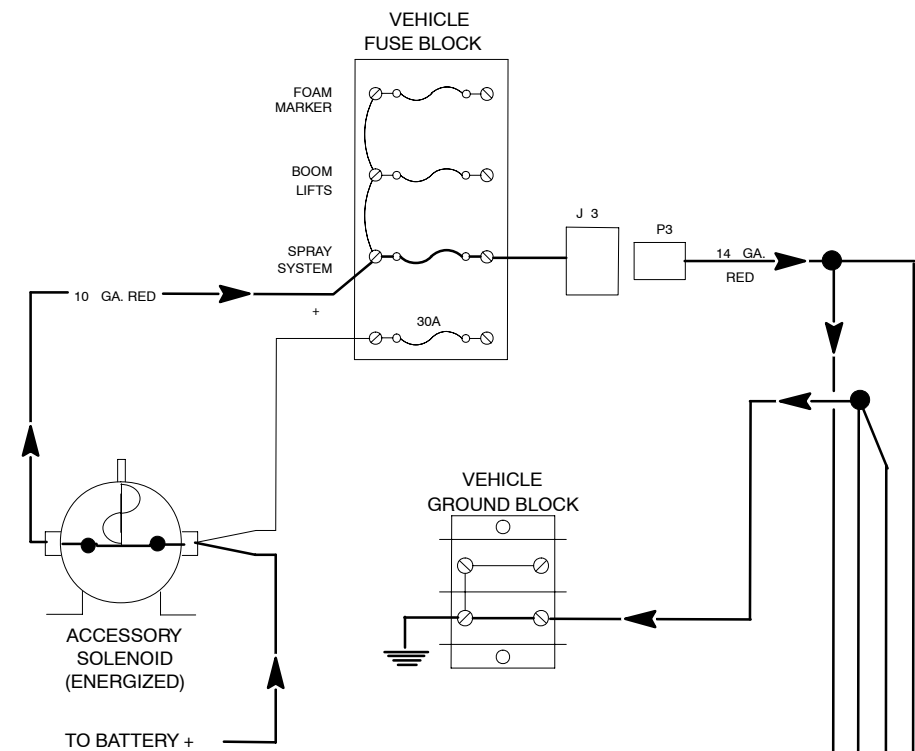 VEHICLE
FUSE BLOCK
FOAM
MARKER
BOOM
LIFTS
SPRAY
SYSTEM
J 3
P3
14 GA.
RED
10 GA. RED
+
30A
VEHICLE
GROUND BLOCK
ACCESSORY
SOLENOID
(ENERGIZED)
TO BATTERY +